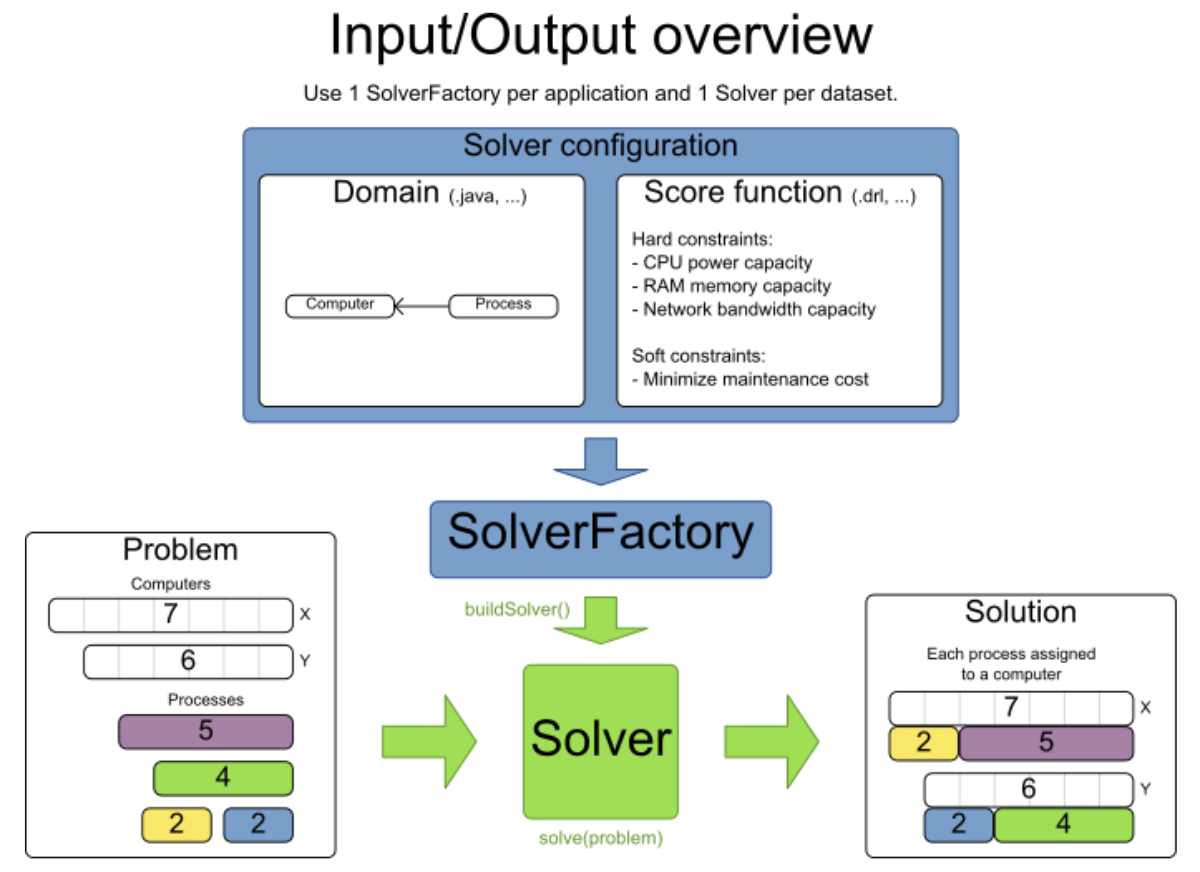 Input/Output overview
Use 1 SolverFactory per application and 1 Solver per dataset.
Solver configuration
Domain (.java, ...)
Computer
Process
Score function (.drl, ...)
Hard constraints:
- CPU power capacity
- RAM memory capacity
- Network bandwidth capacity
Soft constraints:
- Minimize maintenance cost
SolverFactory
buildSolver()
Problem
Computers
7 X
6 Y
Processes
5
4
2 2
Solver
solve(problem)
Solution
Each process assigned
to a computer
7 X
2 5
6 Y
2 4